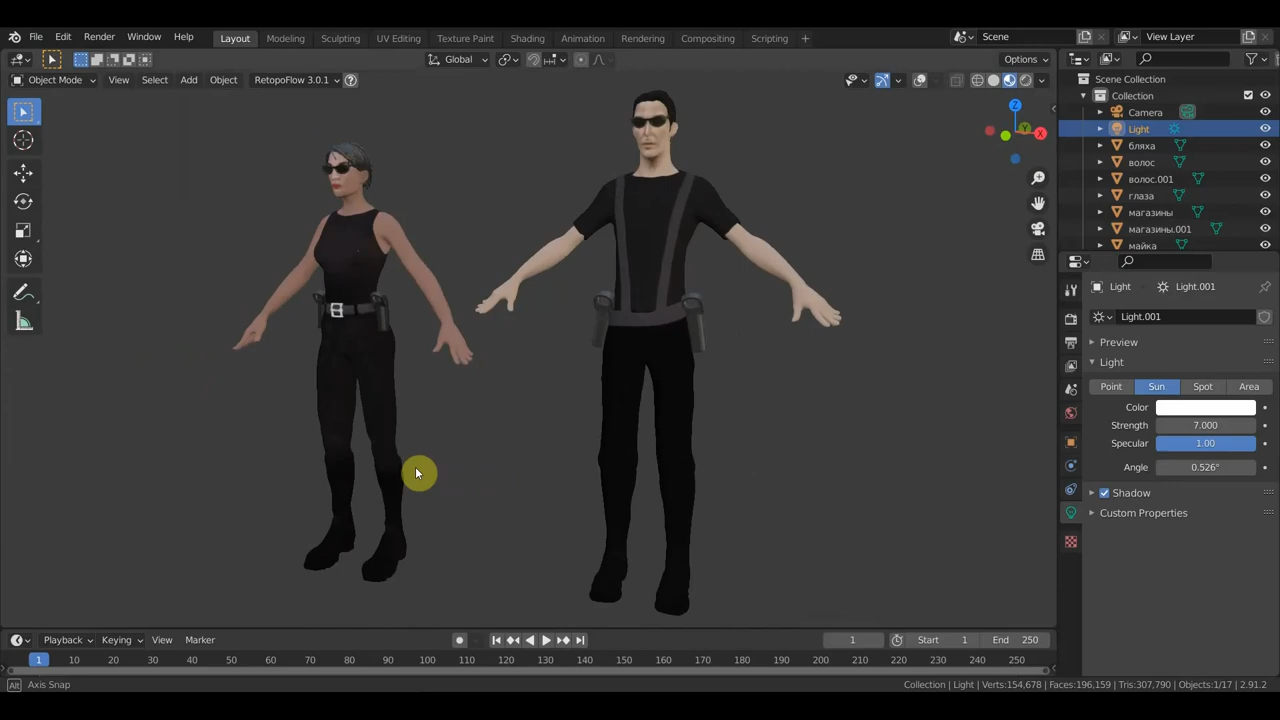 File Edit Render Window Help Layout Modeling Sculpting UV Editing Texture Paint Shading Animation Rendering Compositing Scripting + Scene View Layer
Global Options
Object Mode View Select Add Object RetopoFlow 3.0.1
Scene Collection
Collection
Camera
Light
бляха
волос
волос.001
глаза
магазины
магазины.001
майка
Z
Y
X
Light Light.001
Light.001
Preview
Light
Point Sun Spot Area
Color
Strength 7.000
Specular 1.00
Angle 0.526°
Shadow
Custom Properties
Playback Keying View Marker 1 Start 1 End 250
1 10 20 30 40 50 60 70 80 90 100 110 120 130 140 150 160 170 180 190 200 210 220 230 240 250
Alt Axis Snap Collection | Light | Verts:154,678 | Faces:196,159 | Tris:307,790 | Objects:1/17 | 2.91.2